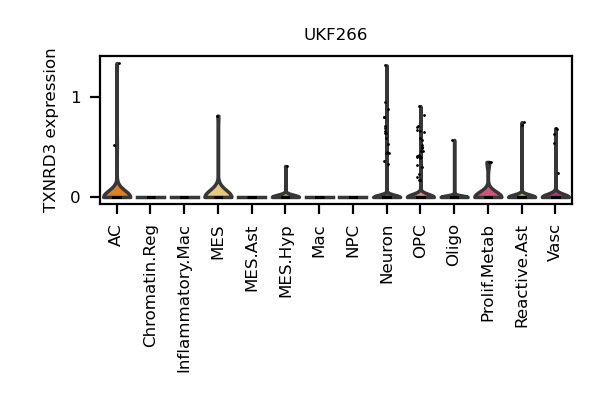 UKF266
TXNRD3 expression
1
0
AC
Chromatin.Reg
Inflammatory.Mac
MES
MES.Ast
MES.Hyp
Mac
NPC
Neuron
OPC
Oligo
Prolif.Metab
Reactive.Ast
Vasc